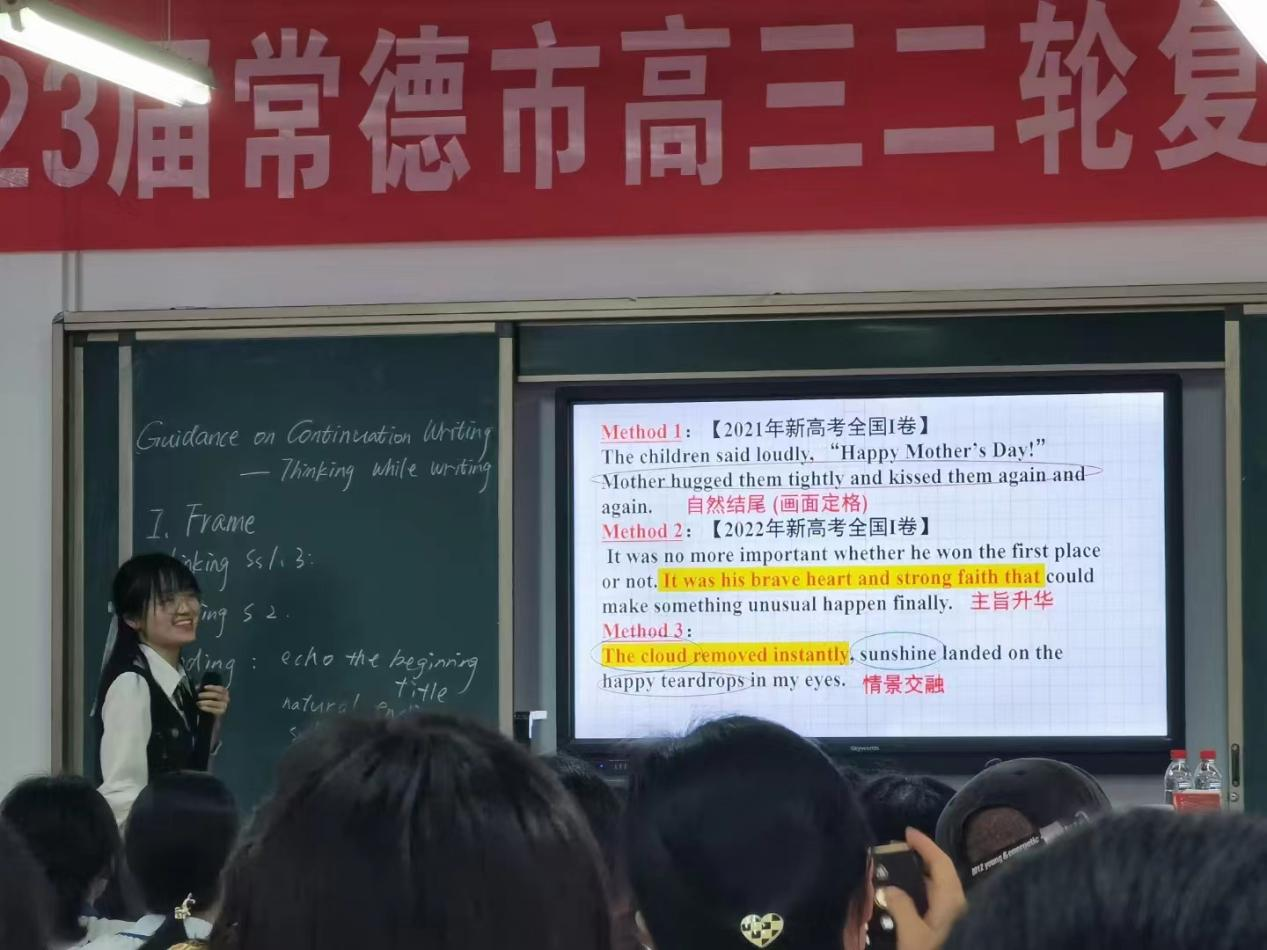 23届常德市高三二轮复
Guidance on Continuation Writing
— Thinking while writing
I. Frame
Ss1.3:
S 2.
: echo the beginning
title
natural
Method 1：【2021年新高考全国I卷】
The children said loudly, “Happy Mother’s Day!”
Mother hugged them tightly and kissed them again and
again. 自然结尾 (画面定格)
Method 2：【2022年新高考全国I卷】
It was no more important whether he won the first place
or not. It was his brave heart and strong faith that could
make something unusual happen finally. 主旨升华
Method 3：
The cloud removed instantly, sunshine landed on the
happy teardrops in my eyes. 情景交融
Skyworth
young & energetic